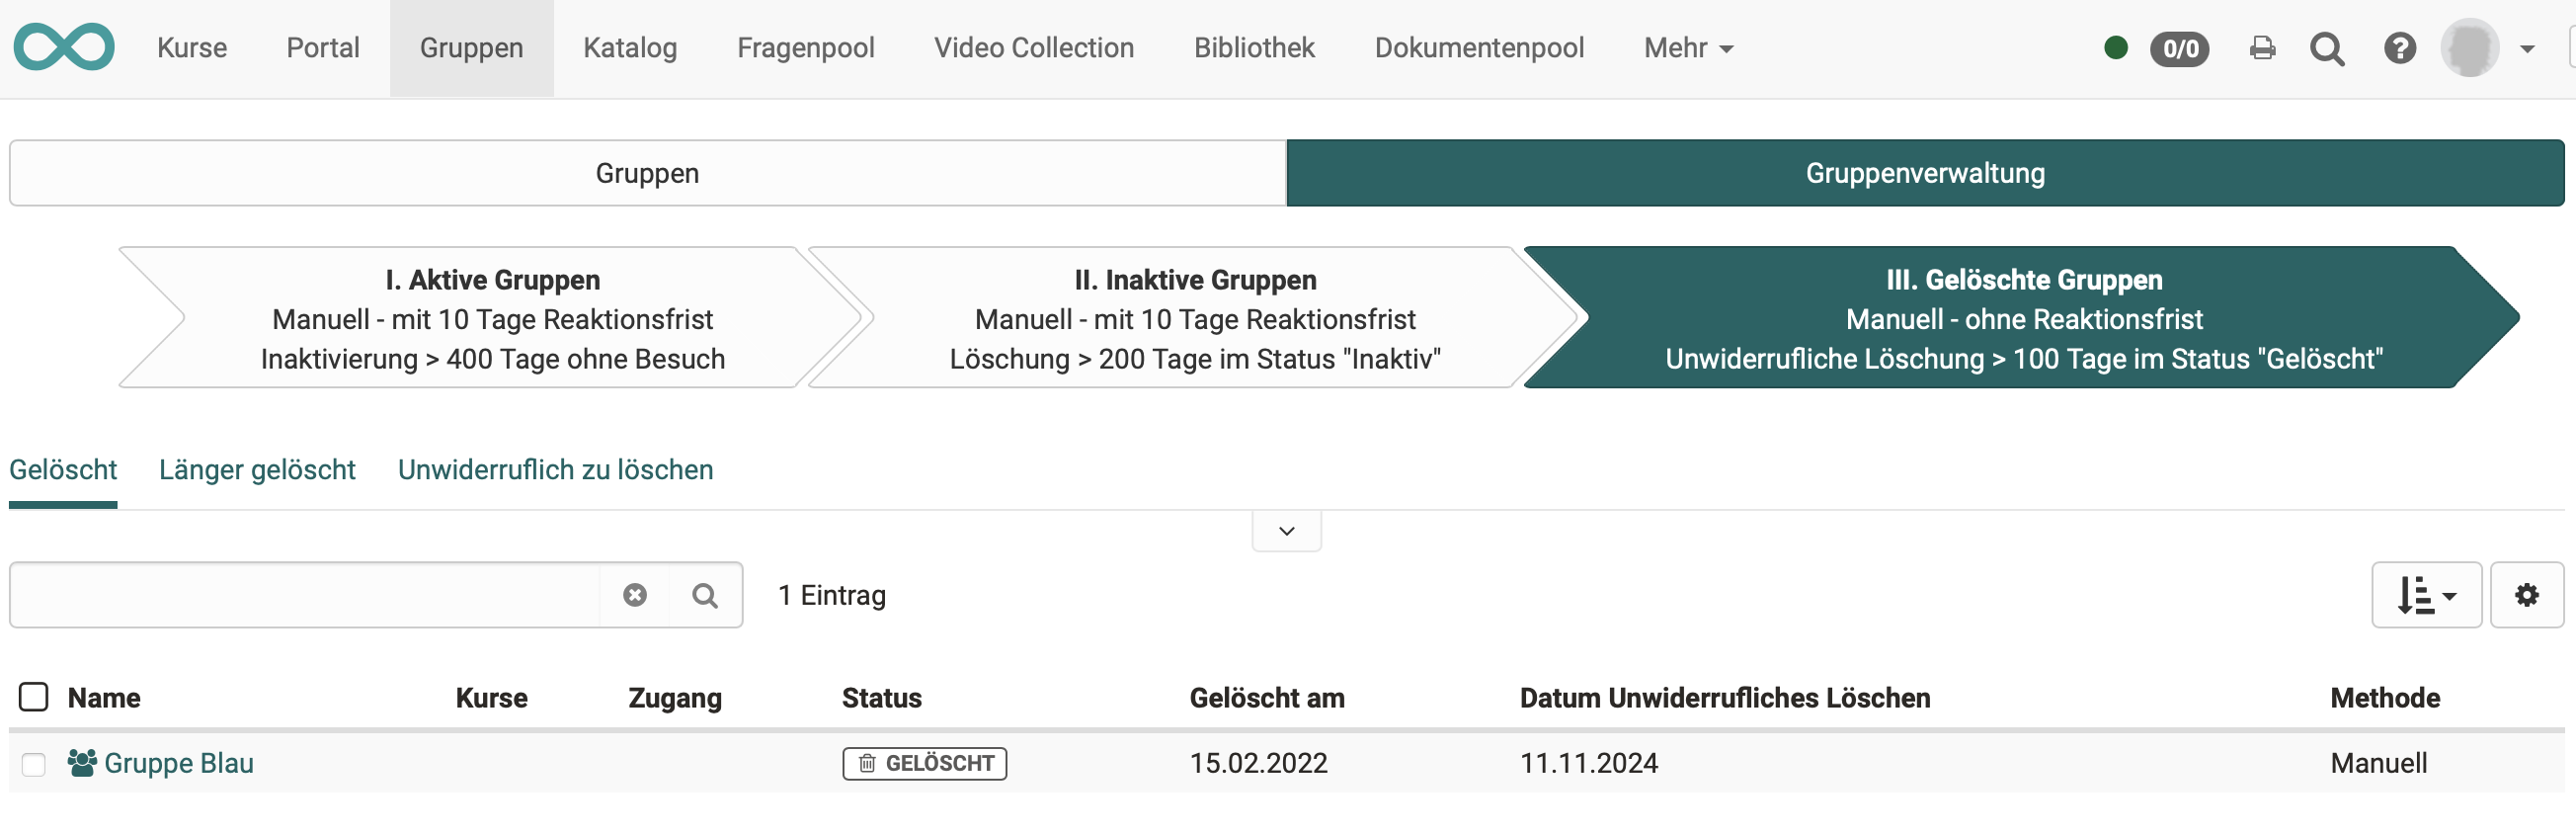 Kurse Portal Gruppen Katalog Fragenpool Video Collection Bibliothek Dokumentenpool Mehr 0/0
Gruppen Gruppenverwaltung
I. Aktive Gruppen
Manuell - mit 10 Tage Reaktionsfrist
Inaktivierung > 400 Tage ohne Besuch
II. Inaktive Gruppen
Manuell - mit 10 Tage Reaktionsfrist
Löschung > 200 Tage im Status "Inaktiv"
III. Gelöschte Gruppen
Manuell - ohne Reaktionsfrist
Unwiderrufliche Löschung > 100 Tage im Status "Gelöscht"
Gelöscht Länger gelöscht Unwiderruflich zu löschen
1 Eintrag
Name Kurse Zugang Status Gelöscht am Datum Unwiderrufliches Löschen Methode
Gruppe Blau GELÖSCHT 15.02.2022 11.11.2024 Manuell